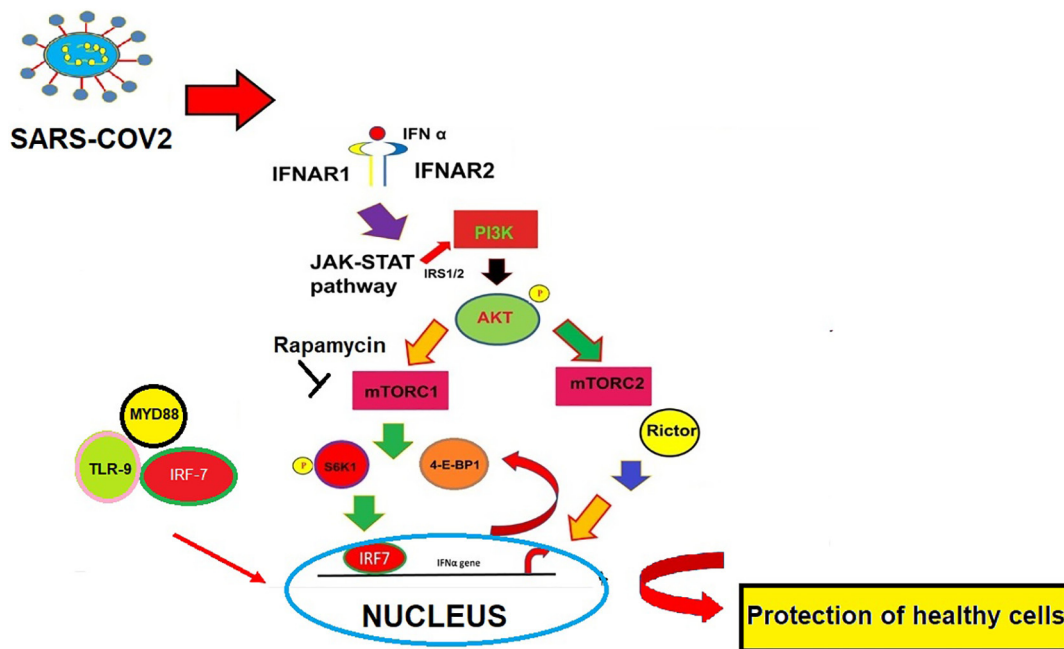 SARS-COV2
IFN α
IFNAR1
IFNAR2
PI3K
JAK-STAT
pathway
IRS1/2
P
AKT
Rapamycin
mTORC1
mTORC2
MYD88
Rictor
TLR-9
IRF-7
P
S6K1
4-E-BP1
IRF7
IFNα gene
NUCLEUS
Protection of healthy cells